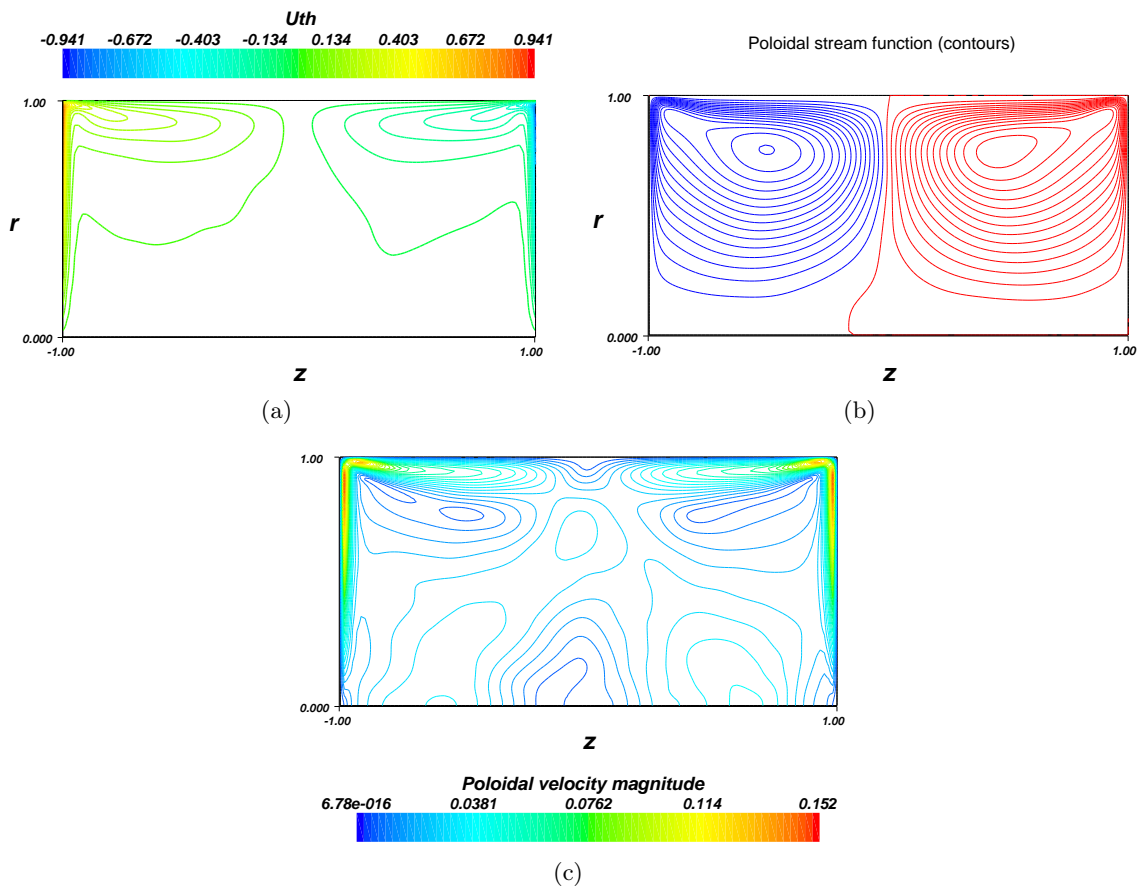 Uth
-0.941 -0.672 -0.403 -0.134 0.134 0.403 0.672 0.941
1.00
r
0.000
-1.00 1.00
z
(a)
Poloidal stream function (contours)
1.00
r
0.000
-1.00 1.00
z
(b)
1.00
r
0.000
-1.00 1.00
z
Poloidal velocity magnitude
6.78e-016 0.0381 0.0762 0.114 0.152
(c)